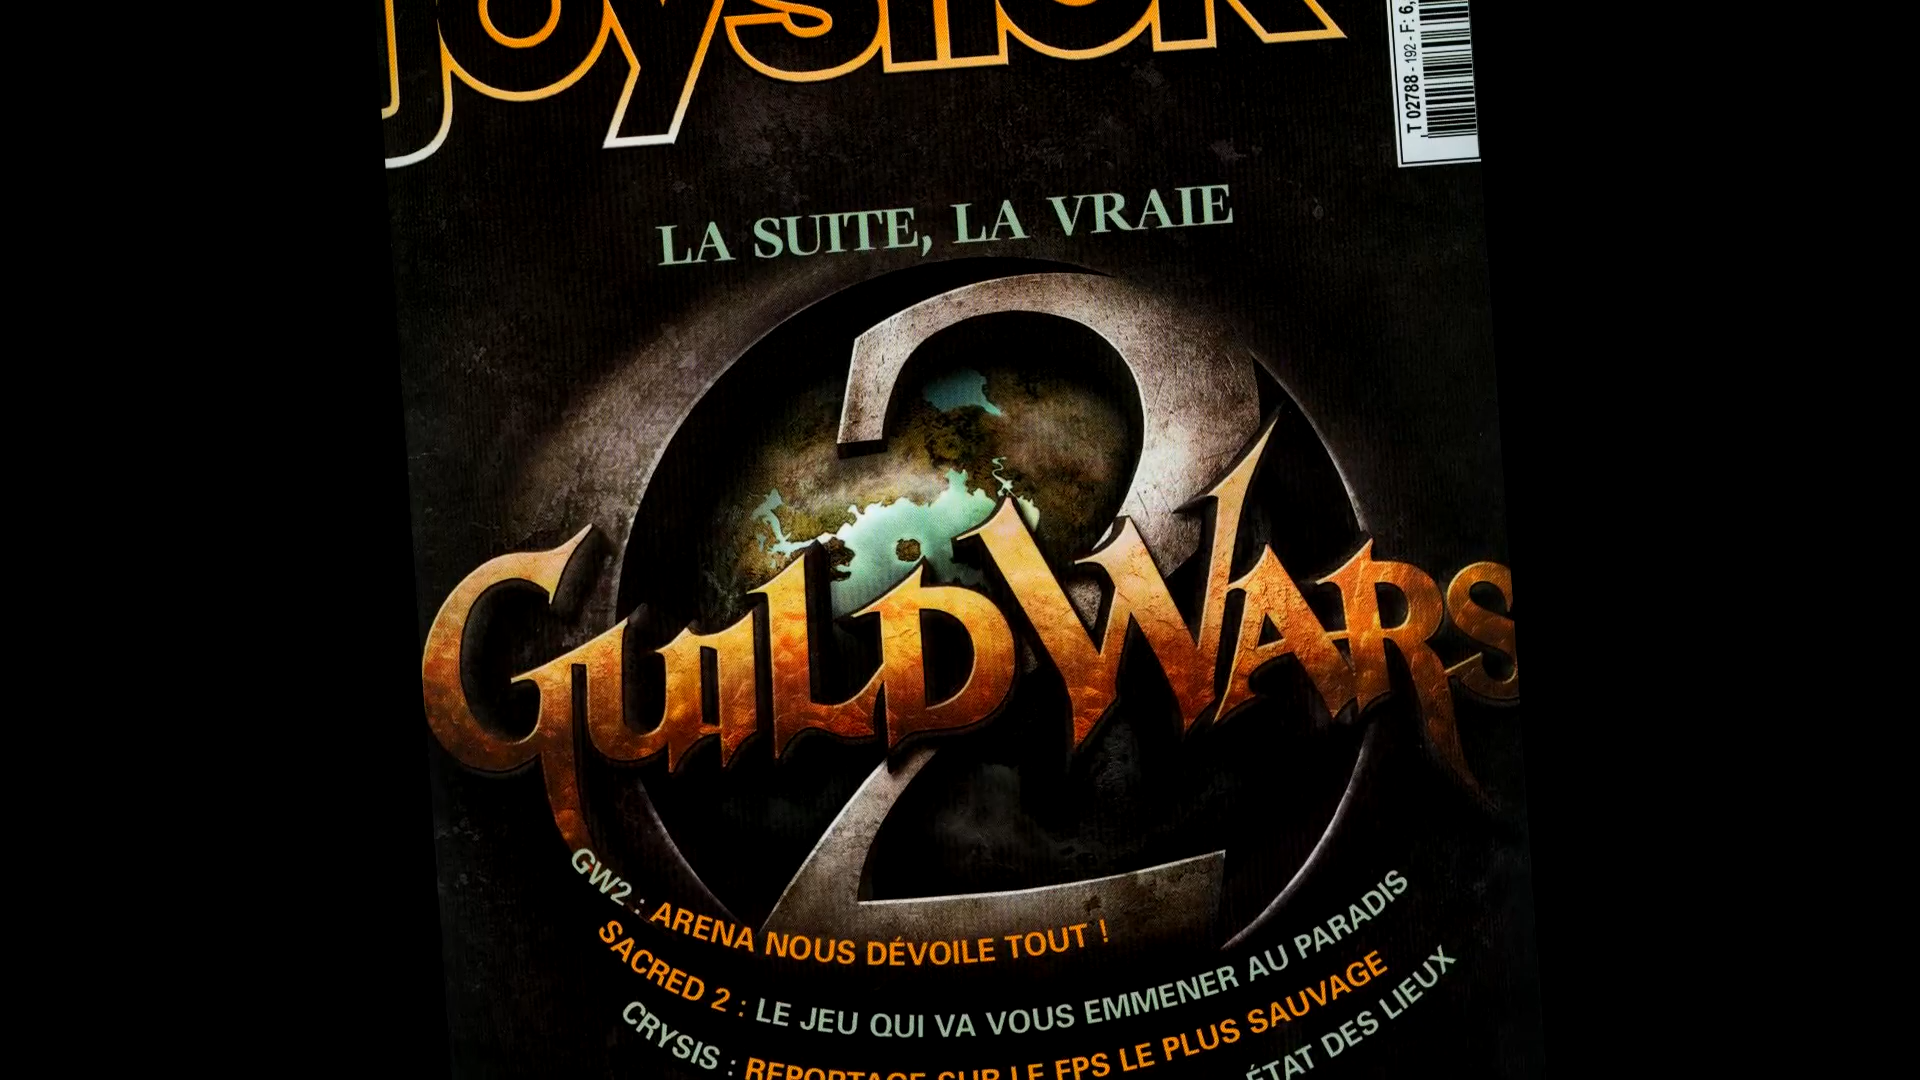 joystick
T 02788 - 192 - F: 6,
LA SUITE, LA VRAIE
2
GUILD WARS
GW2 : ARENA NOUS DÉVOILE TOUT !
SACRED 2 : LE JEU QUI VA VOUS EMMENER AU PARADIS
CRYSIS : REPORTAGE SUR LE FPS LE PLUS SAUVAGE
ÉTAT DES LIEUX